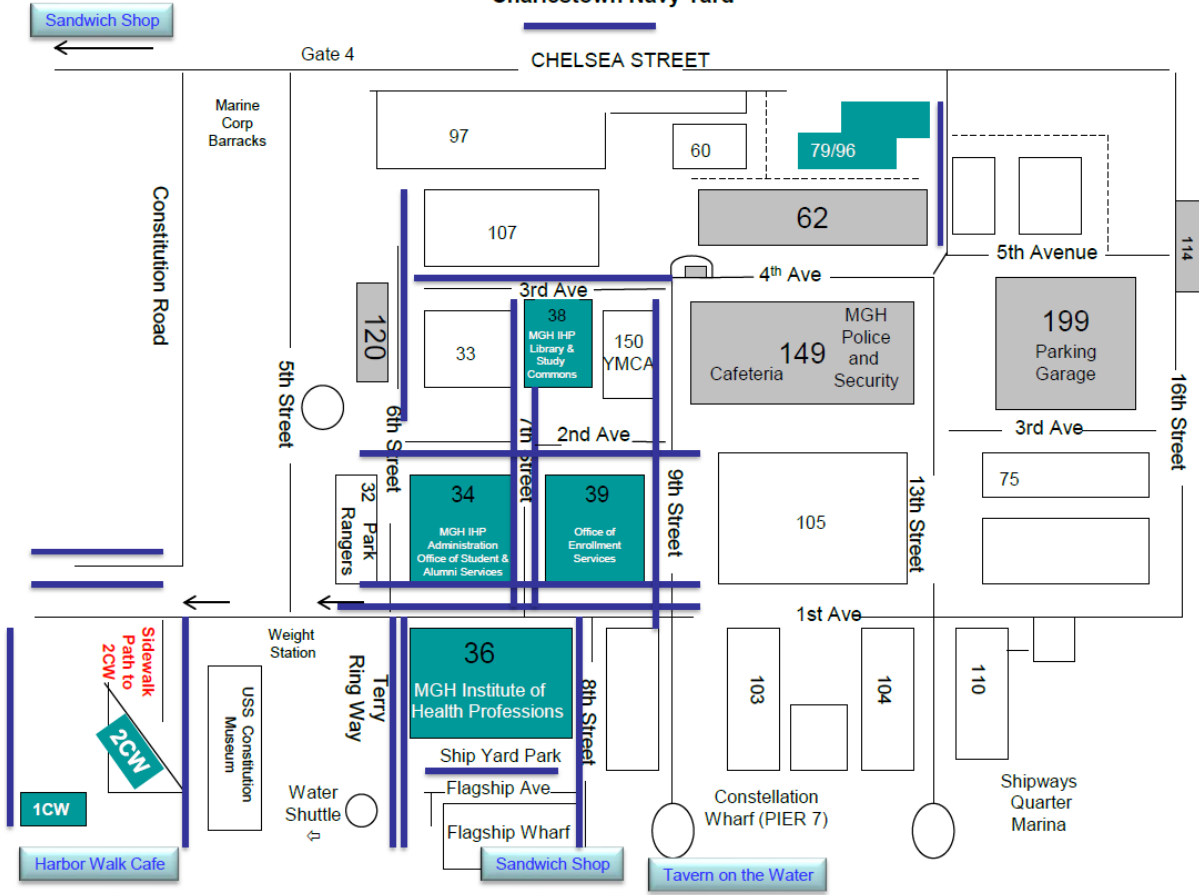 Charlestown Navy Yard
Sandwich Shop
Gate 4
CHELSEA STREET
Marine
Corp
Barracks
97
60
79/96
Constitution Road
107
62
114
5th Avenue
4th Ave
3rd Ave
120
33
38
MGH IHP
Library &
Study
Commons
150
YMCA
MGH
Police
and
Security
149
Cafeteria
199
Parking
Garage
5th Street
6th Street
7th Street
2nd Ave
3rd Ave
16th Street
32 Park
Rangers
34
MGH IHP
Administration
Office of Student &
Alumni Services
39
Office of
Enrollment
Services
9th Street
105
13th Street
75
1st Ave
Sidewalk
Path to
2CW
2CW
1CW
Weight
Station
USS Constitution
Museum
Terry
Ring Way
36
MGH Institute of
Health Professions
8th Street
103
104
110
Ship Yard Park
Flagship Ave
Flagship Wharf
Water
Shuttle
Constellation
Wharf (PIER 7)
Shipways
Quarter
Marina
Harbor Walk Cafe
Sandwich Shop
Tavern on the Water